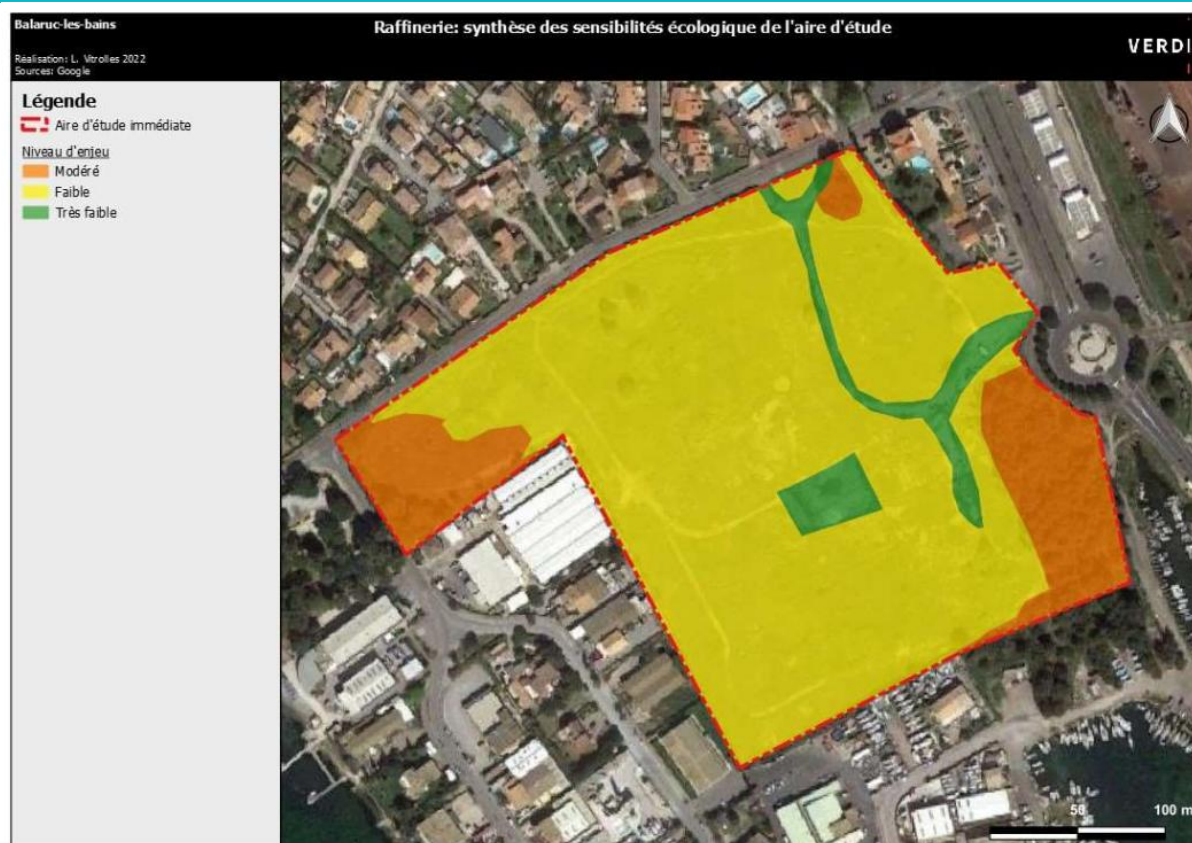 Balaruc-les-bains
Raffinerie: synthèse des sensibilités écologique de l'aire d'étude
Réalisation: L. Vitrolles 2022
Sources: Google
VERDI
Légende
Aire d'étude immédiate
Niveau d'enjeu
Modéré
Faible
Très faible
50 100 m